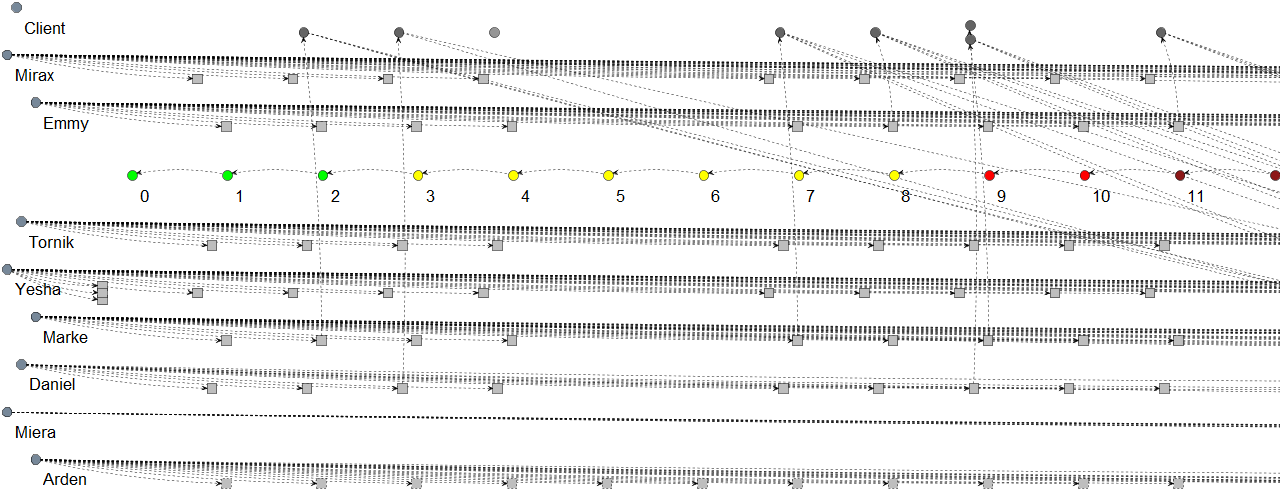 Client
Mirax
Emmy
0 1 2 3 4 5 6 7 8 9 10 11
Tornik
Yesha
Marke
Daniel
Miera
Arden